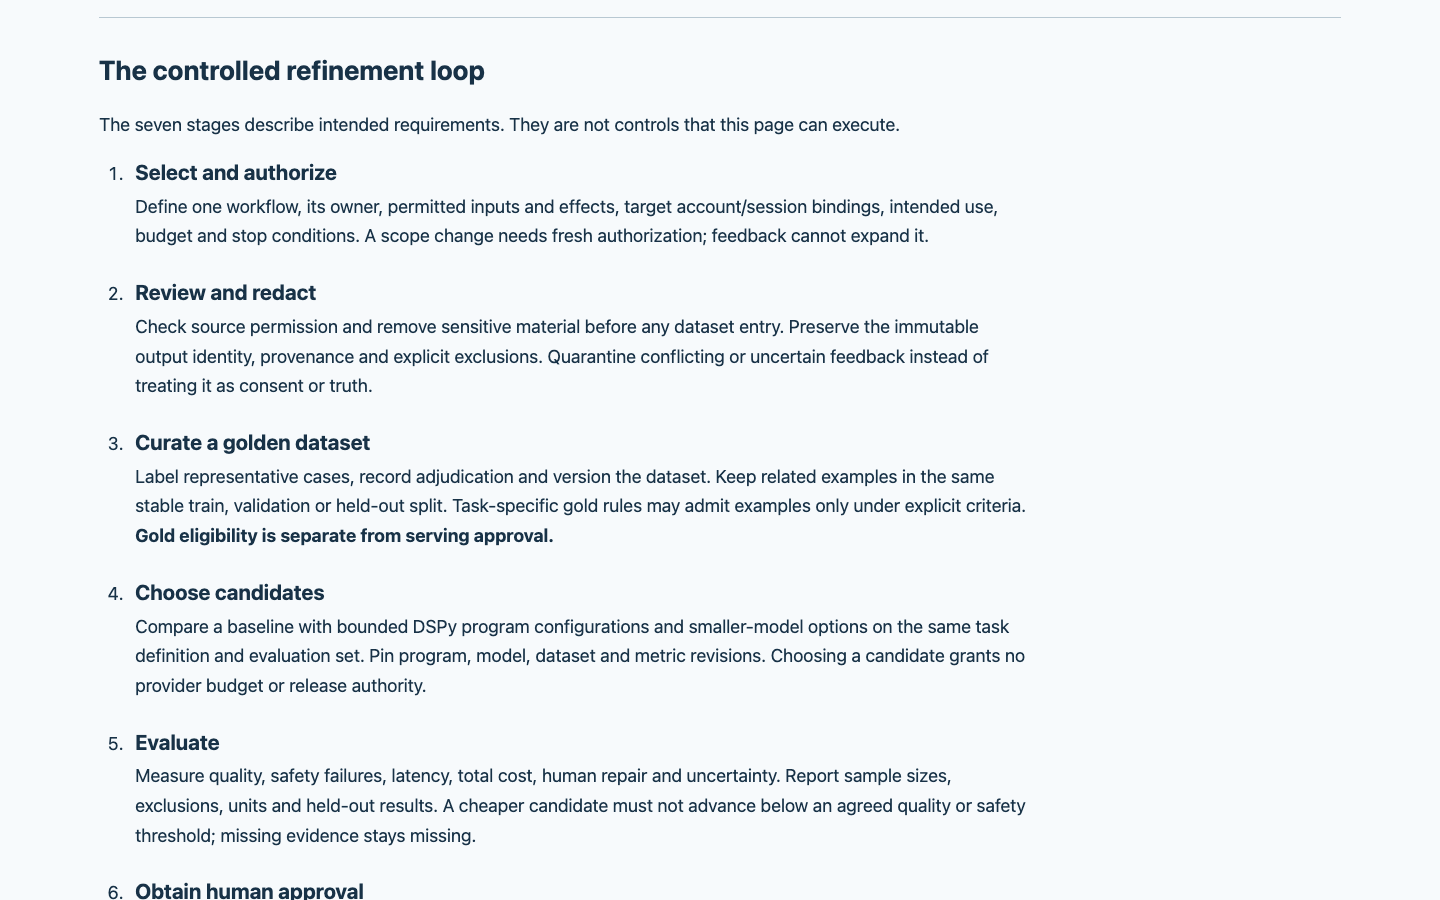 The controlled refinement loop
The seven stages describe intended requirements. They are not controls that this page can execute.
1. Select and authorize
Define one workflow, its owner, permitted inputs and effects, target account/session bindings, intended use,
budget and stop conditions. A scope change needs fresh authorization; feedback cannot expand it.
2. Review and redact
Check source permission and remove sensitive material before any dataset entry. Preserve the immutable
output identity, provenance and explicit exclusions. Quarantine conflicting or uncertain feedback instead of
treating it as consent or truth.
3. Curate a golden dataset
Label representative cases, record adjudication and version the dataset. Keep related examples in the same
stable train, validation or held-out split. Task-specific gold rules may admit examples only under explicit criteria.
Gold eligibility is separate from serving approval.
4. Choose candidates
Compare a baseline with bounded DSPy program configurations and smaller-model options on the same task
definition and evaluation set. Pin program, model, dataset and metric revisions. Choosing a candidate grants no
provider budget or release authority.
5. Evaluate
Measure quality, safety failures, latency, total cost, human repair and uncertainty. Report sample sizes,
exclusions, units and held-out results. A cheaper candidate must not advance below an agreed quality or safety
threshold; missing evidence stays missing.
6. Obtain human approval